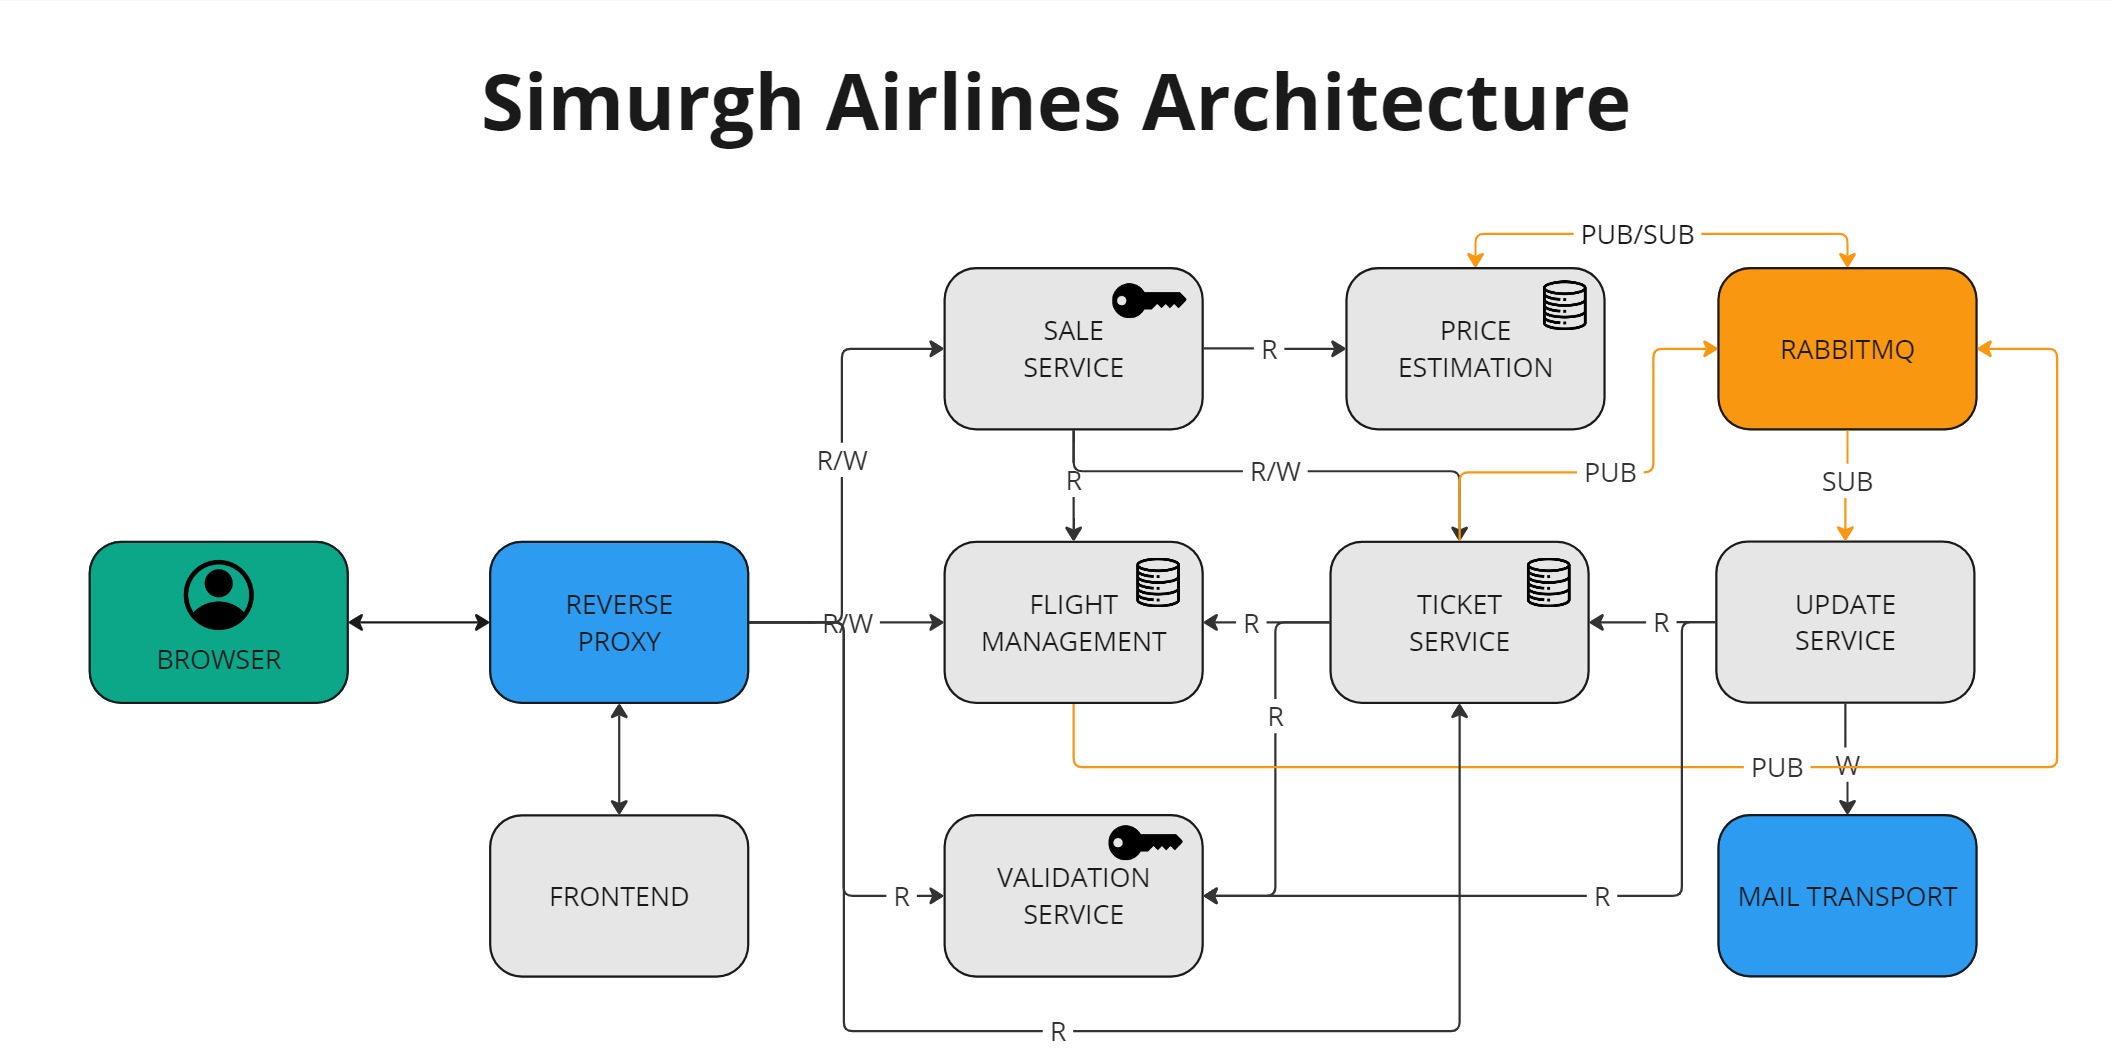 Simurgh Airlines Architecture
PUB/SUB
SALE
SERVICE
R
PRICE
ESTIMATION
RABBITMQ
R/W
R
R/W
PUB
SUB
BROWSER
REVERSE
PROXY
R/W
FLIGHT
MANAGEMENT
R
TICKET
SERVICE
R
UPDATE
SERVICE
R
PUB
W
FRONTEND
R
VALIDATION
SERVICE
R
MAIL TRANSPORT
R